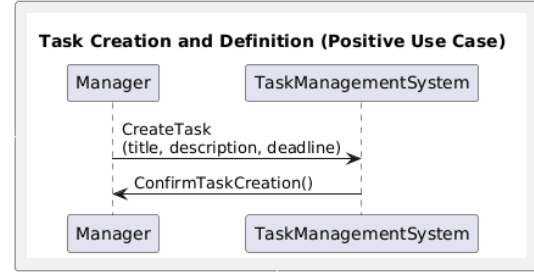 Task Creation and Definition (Positive Use Case)
Manager TaskManagementSystem
CreateTask
(title, description, deadline)
ConfirmTaskCreation()
Manager TaskManagementSystem